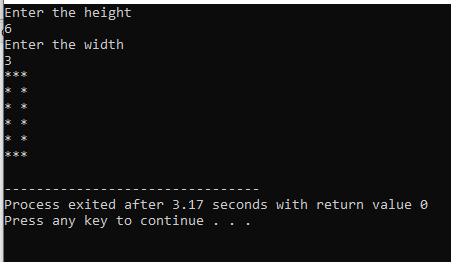 Enter the height
6
Enter the width
3
***
* *
* *
* *
* *
***
--------------------------------
Process exited after 3.17 seconds with return value 0
Press any key to continue . . .